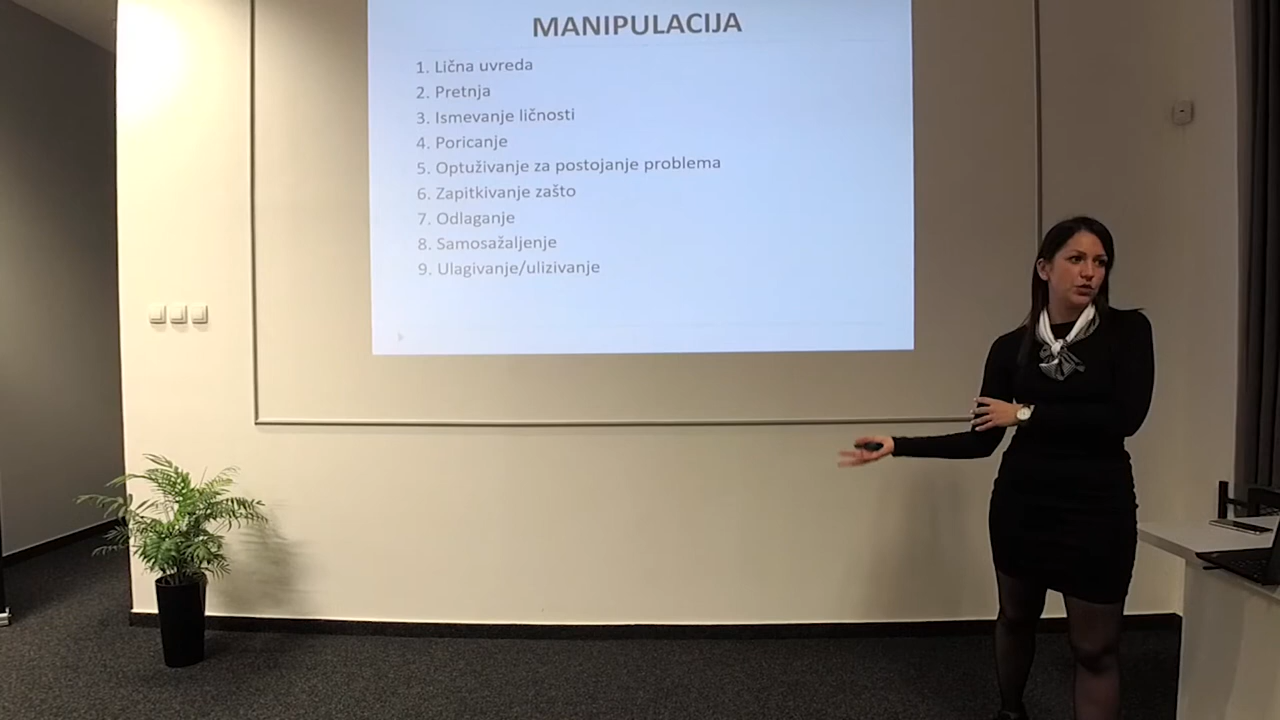 MANIPULACIJA
1. Lična uvreda
2. Pretnja
3. Ismevanje ličnosti
4. Poricanje
5. Optuživanje za postojanje problema
6. Zapitkivanje zašto
7. Odlaganje
8. Samosažaljenje
9. Ulagivanje/ulizivanje